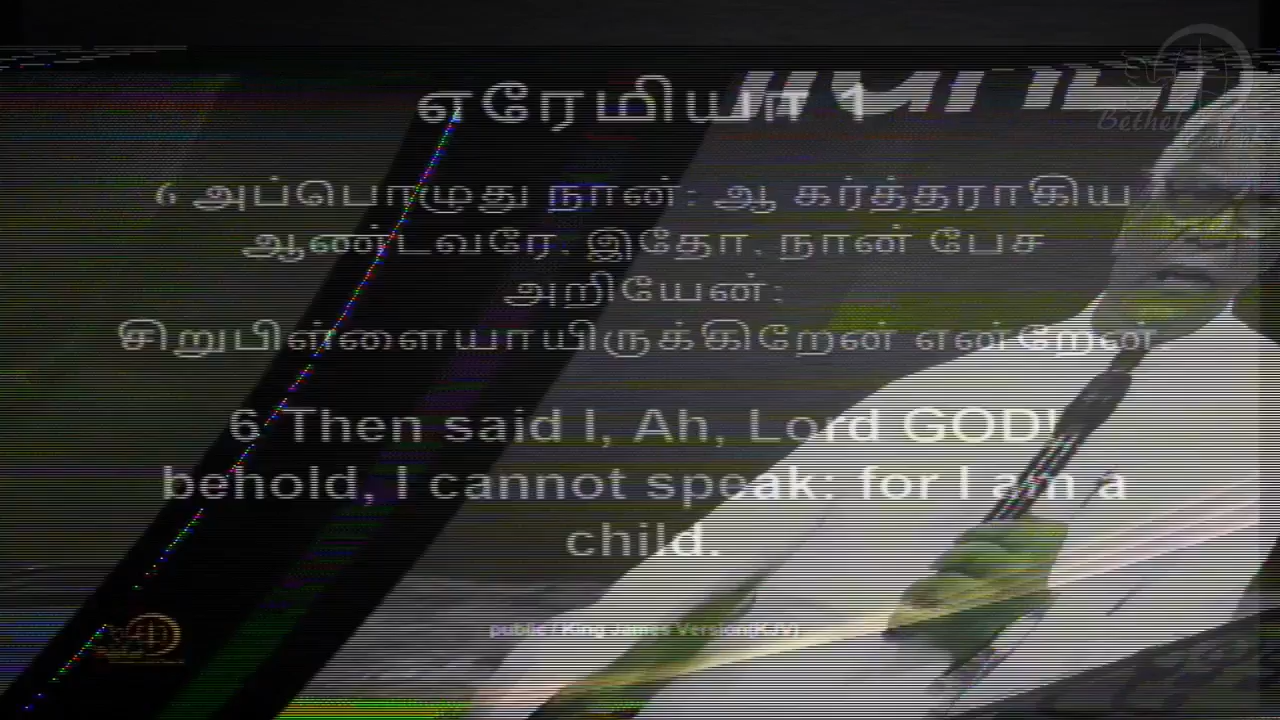 எரேமியா 1
6 அப்பொழுது நான்: ஆ கர்த்தராகிய
ஆண்டவரே, இதோ, நான் பேச
அறியேன்;
சிறுபிள்ளையாயிருக்கிறேன் என்றேன்.
6 Then said I, Ah, Lord GOD!
behold, I cannot speak: for I am a
child.
public / King James Version(KJV)
Bethel